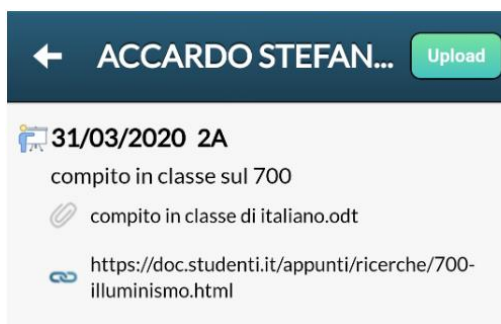 ACCARDO STEFAN...
Upload
31/03/2020 2A
compito in classe sul 700
compito in classe di italiano.odt
https://doc.studenti.it/appunti/ricerche/700-
illuminismo.html